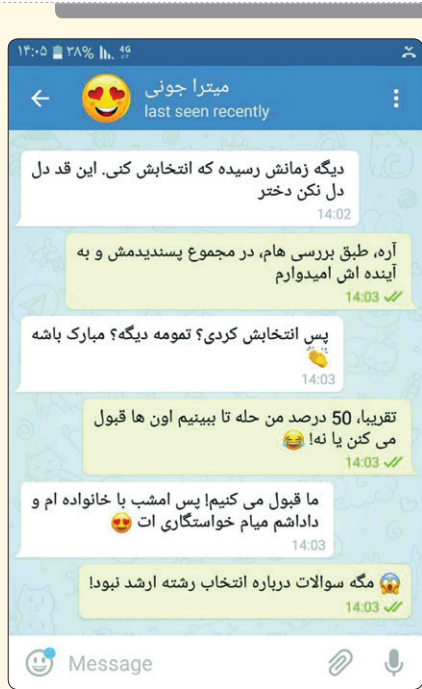 ۱۴:۰۵ ۳۸% 4G
میترا جونی
last seen recently
دیگه زمانش رسیده که انتخابش کنی. این قد دل
دل نکن دختر
14:02
آره، طبق بررسی هام، در مجموع پسندیدمش و به
آینده اش امیدوارم
14:03
پس انتخابش کردی؟ تمومه دیگه؟ مبارک باشه
👏
14:03
تقریبا، 50 درصد من حله تا ببینیم اون ها قبول
می کنن یا نه! 😂
14:03
ما قبول می کنیم! پس امشب با خانواده ام و
داداشم میام خواستگاری ات 😍
14:03
😱 مگه سوالات درباره انتخاب رشته ارشد نبود!
14:03
Message